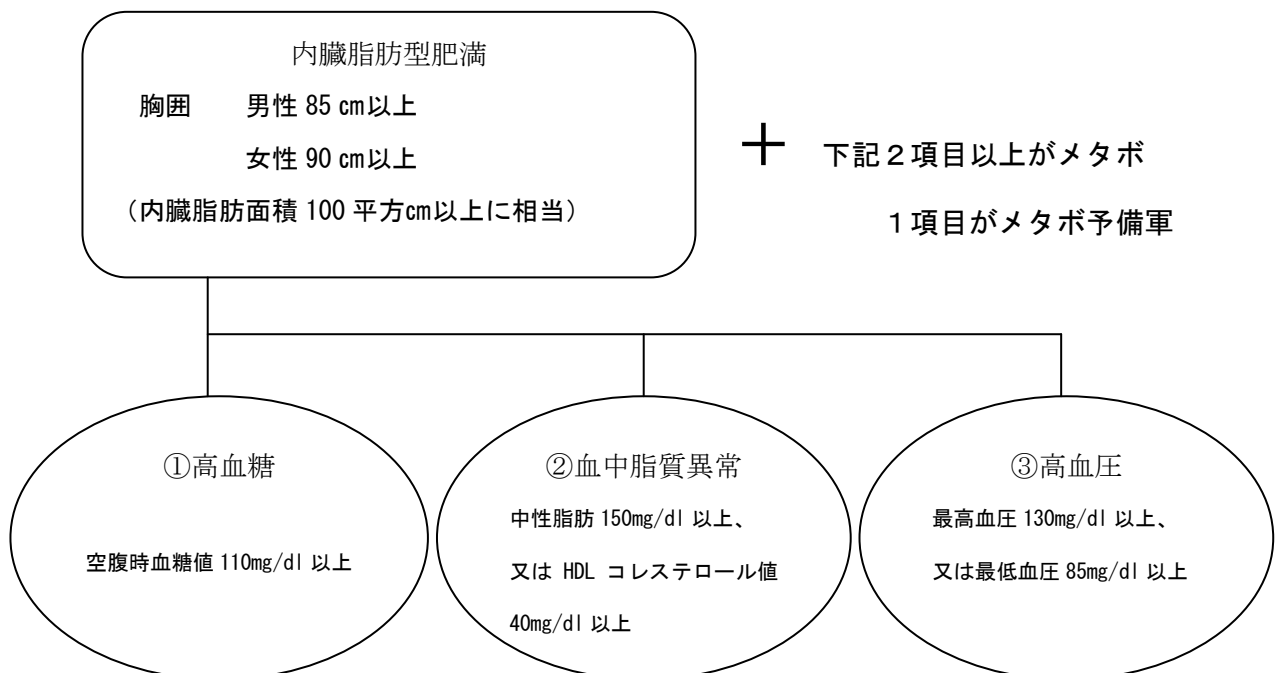 内臓脂肪型肥満
胸囲 男性 85 ㎝以上
女性 90 ㎝以上
（内臓脂肪面積 100 平方㎝以上に相当）
＋ 下記２項目以上がメタボ
１項目がメタボ予備軍
①高血糖
空腹時血糖値 110mg/dl 以上
②血中脂質異常
中性脂肪 150mg/dl 以上、
又は HDL コレステロール値
40mg/dl 以上
③高血圧
最高血圧 130mg/dl 以上、
又は最低血圧 85mg/dl 以上